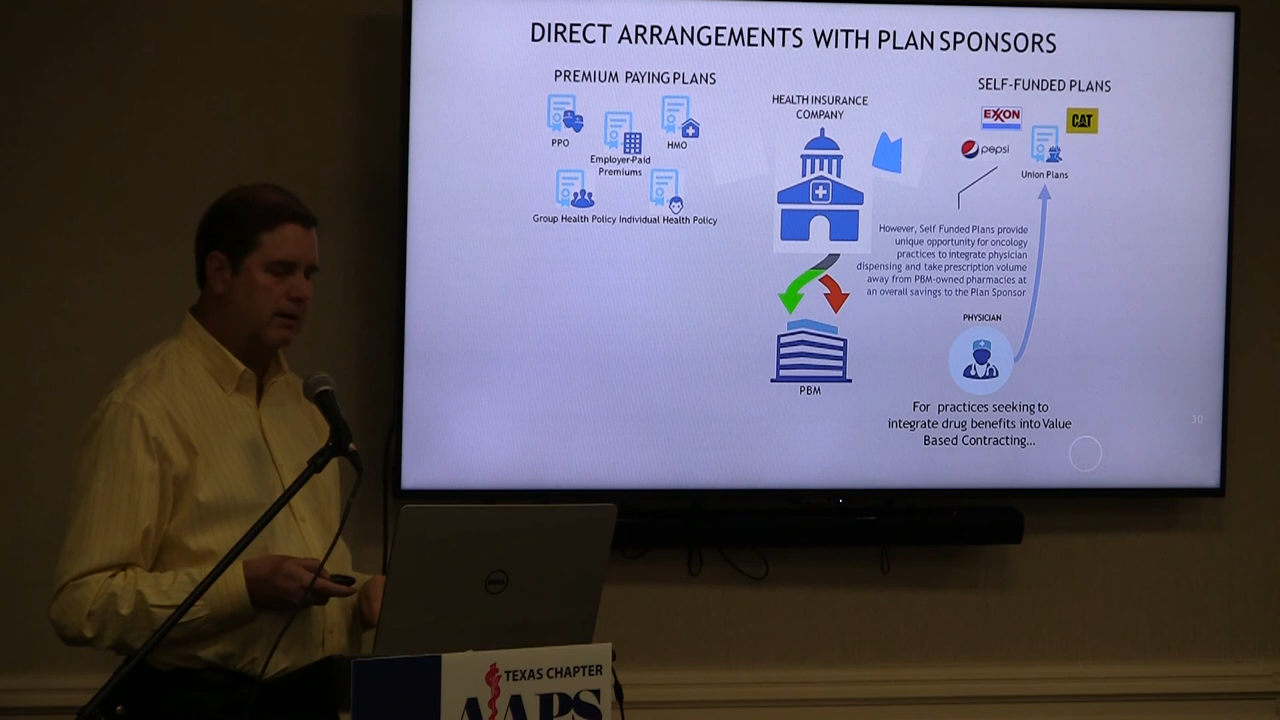 DIRECT ARRANGEMENTS WITH PLAN SPONSORS
PREMIUM PAYING PLANS
PPO
Employer-Paid
Premiums
HMO
Group Health Policy
Individual Health Policy
HEALTH INSURANCE
COMPANY
PBM
SELF-FUNDED PLANS
EXXON
CAT
pepsi
Union Plans
However, Self Funded Plans provide
unique opportunity for oncology
practices to integrate physician
dispensing and take prescription volume
away from PBM-owned pharmacies at
an overall savings to the Plan Sponsor
PHYSICIAN
For practices seeking to
integrate drug benefits into Value
Based Contracting...
30
DELL
TEXAS CHAPTER
AAPS